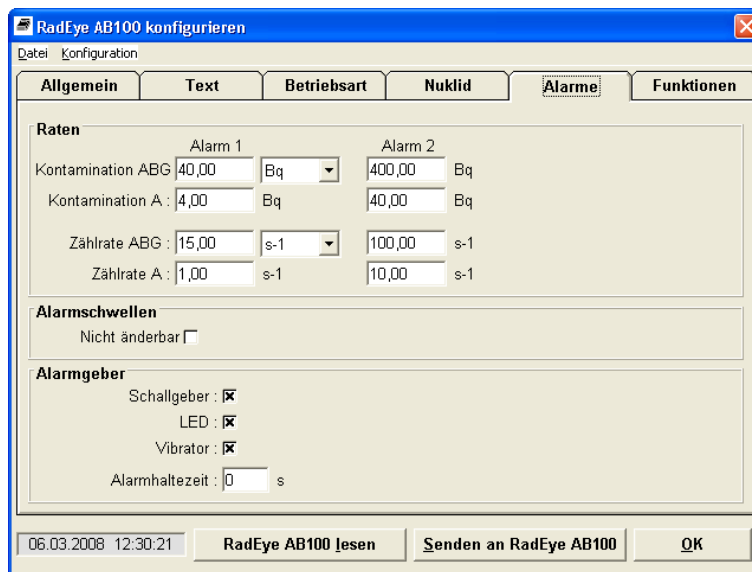 RadEye AB100 konfigurieren
Datei Konfiguration
Allgemein Text Betriebsart Nuklid Alarme Funktionen
Raten
Alarm 1 Alarm 2
Kontamination ABG 40,00 Bq 400,00 Bq
Kontamination A : 4,00 Bq 40,00 Bq
Zählrate ABG : 15,00 s-1 100,00 s-1
Zählrate A : 1,00 s-1 10,00 s-1
Alarmschwellen
Nicht änderbar
Alarmgeber
Schallgeber :
LED :
Vibrator :
Alarmhaltezeit : 0 s
06.03.2008 12:30:21 RadEye AB100 lesen Senden an RadEye AB100 OK